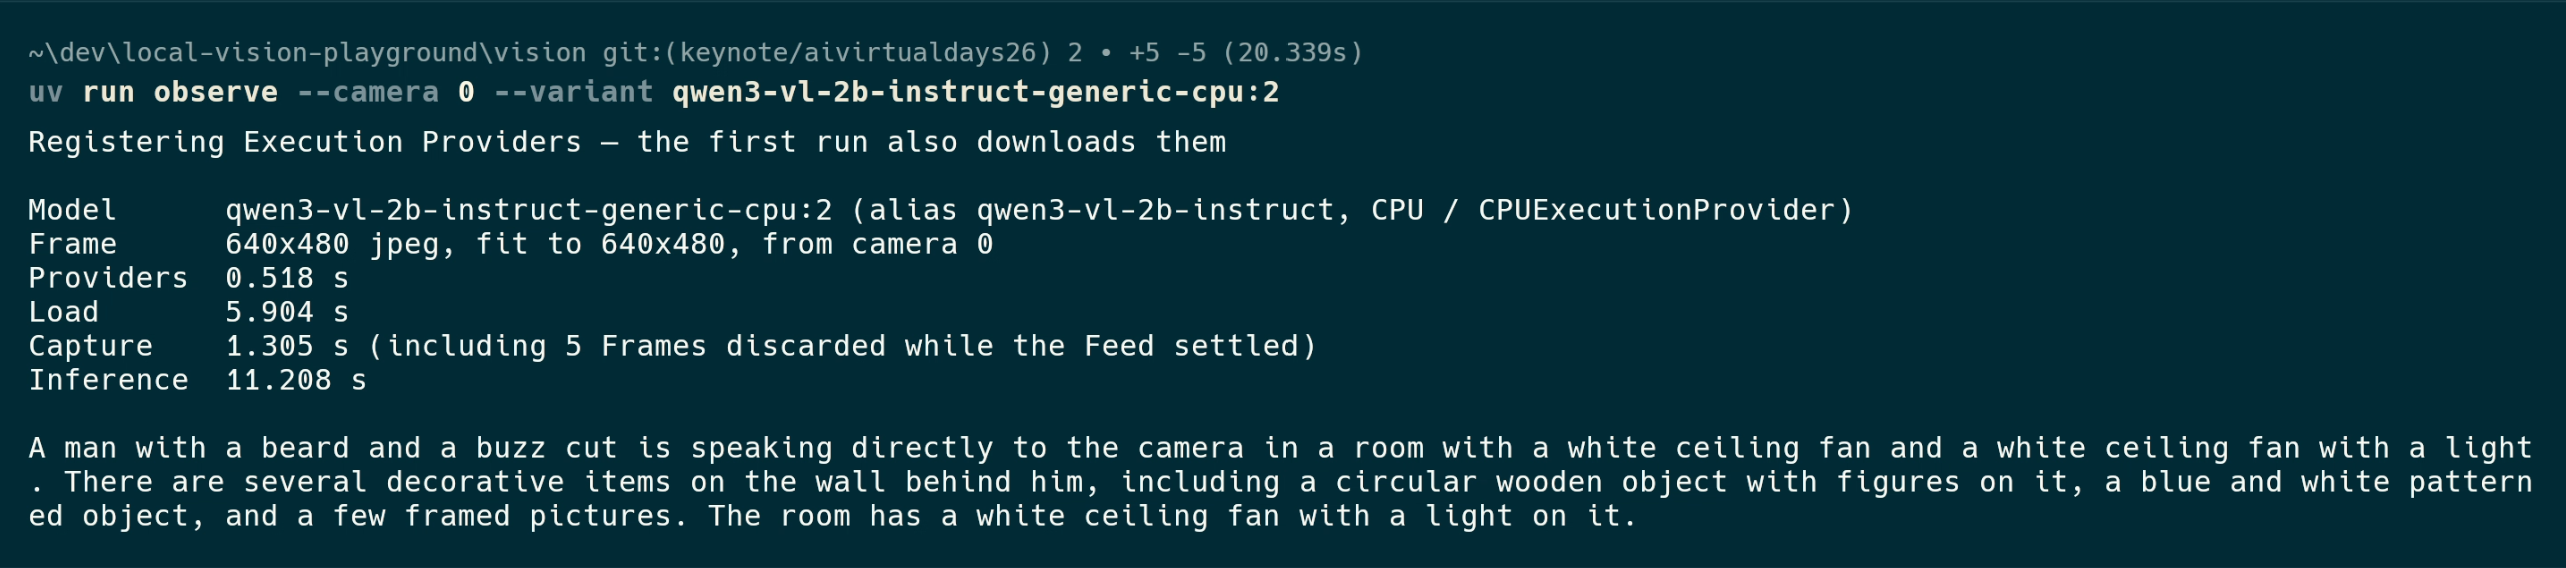 ~\dev\local-vision-playground\vision git:(keynote/aivirtualdays26) 2 • +5 -5 (20.339s)
uv run observe --camera 0 --variant qwen3-vl-2b-instruct-generic-cpu:2
Registering Execution Providers — the first run also downloads them
Model      qwen3-vl-2b-instruct-generic-cpu:2 (alias qwen3-vl-2b-instruct, CPU / CPUExecutionProvider)
Frame      640x480 jpeg, fit to 640x480, from camera 0
Providers  0.518 s
Load       5.904 s
Capture    1.305 s (including 5 Frames discarded while the Feed settled)
Inference  11.208 s
A man with a beard and a buzz cut is speaking directly to the camera in a room with a white ceiling fan and a white ceiling fan with a light
. There are several decorative items on the wall behind him, including a circular wooden object with figures on it, a blue and white pattern
ed object, and a few framed pictures. The room has a white ceiling fan with a light on it.